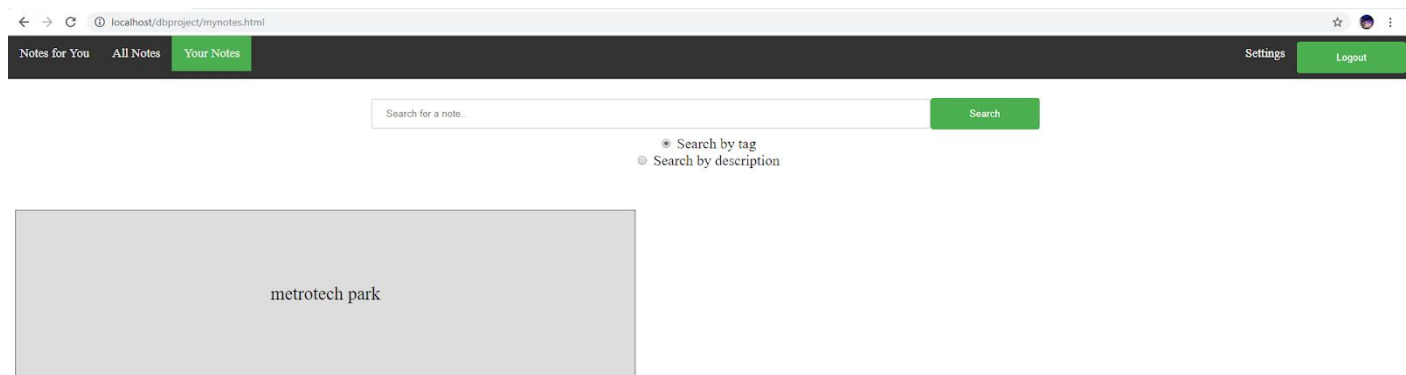 localhost/dbproject/mynotes.html
Notes for You All Notes Your Notes Settings Logout
Search for a note.. Search
Search by tag
Search by description
metrotech park